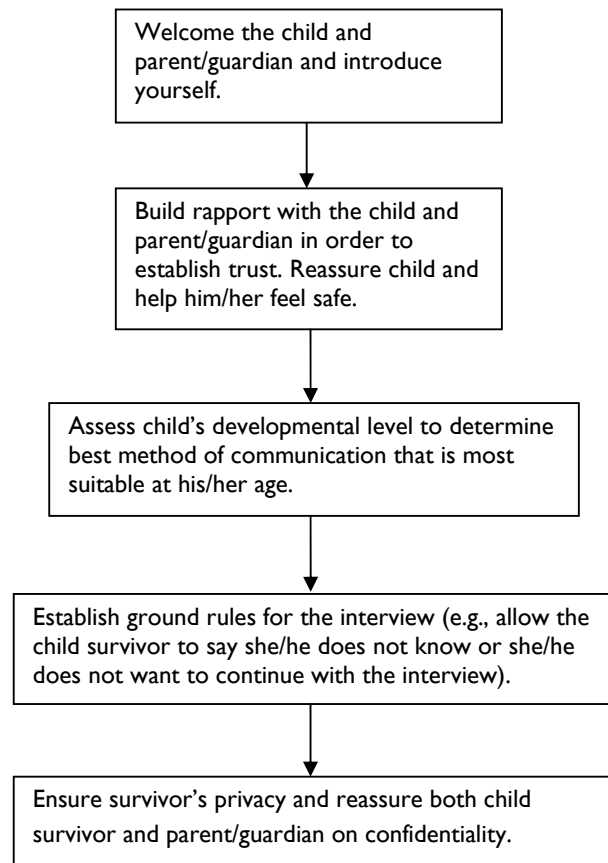 Welcome the child and
parent/guardian and introduce
yourself.
Build rapport with the child and
parent/guardian in order to
establish trust. Reassure child and
help him/her feel safe.
Assess child’s developmental level to determine
best method of communication that is most
suitable at his/her age.
Establish ground rules for the interview (e.g., allow the
child survivor to say she/he does not know or she/he
does not want to continue with the interview).
Ensure survivor’s privacy and reassure both child
survivor and parent/guardian on confidentiality.